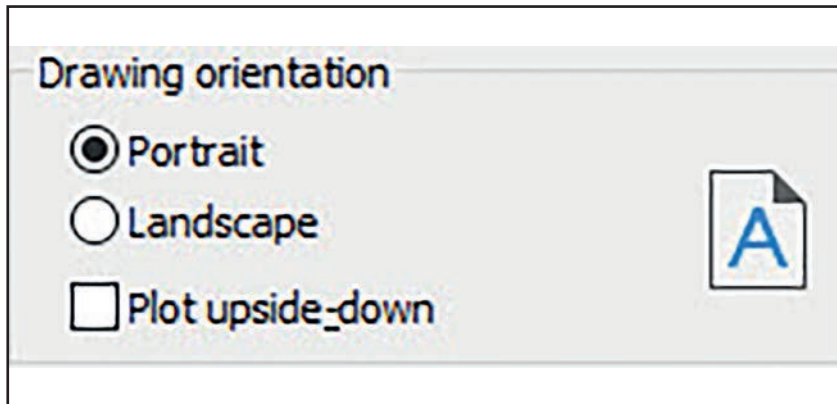 Drawing orientation
Portrait
Landscape
A
Plot upside-down